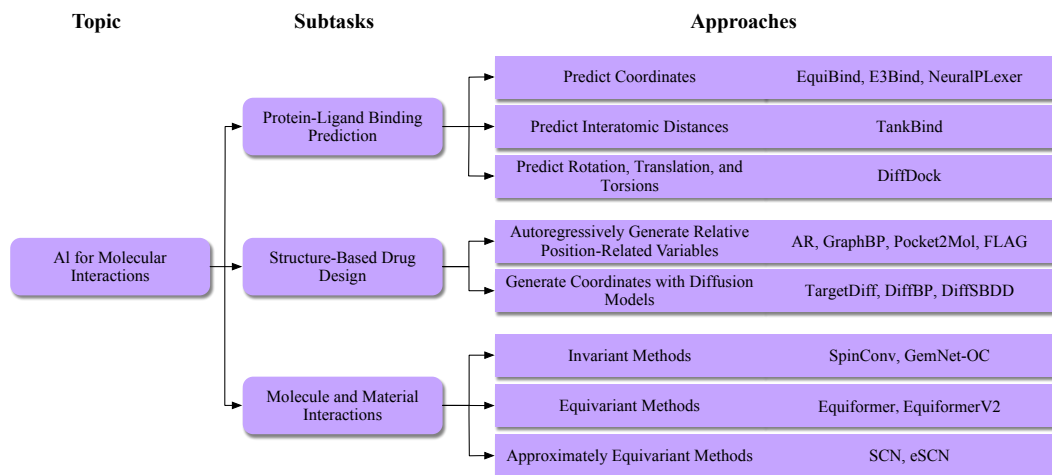 Topic
Subtasks
Approaches
AI for Molecular
Interactions
Protein-Ligand Binding
Prediction
Predict Coordinates
EquiBind, E3Bind, NeuralPLexer
Predict Interatomic Distances
TankBind
Predict Rotation, Translation, and
Torsions
DiffDock
Structure-Based Drug
Design
Autoregressively Generate Relative
Position-Related Variables
AR, GraphBP, Pocket2Mol, FLAG
Generate Coordinates with Diffusion
Models
TargetDiff, DiffBP, DiffSBDD
Molecule and Material
Interactions
Invariant Methods
SpinConv, GemNet-OC
Equivariant Methods
Equiformer, EquiformerV2
Approximately Equivariant Methods
SCN, eSCN